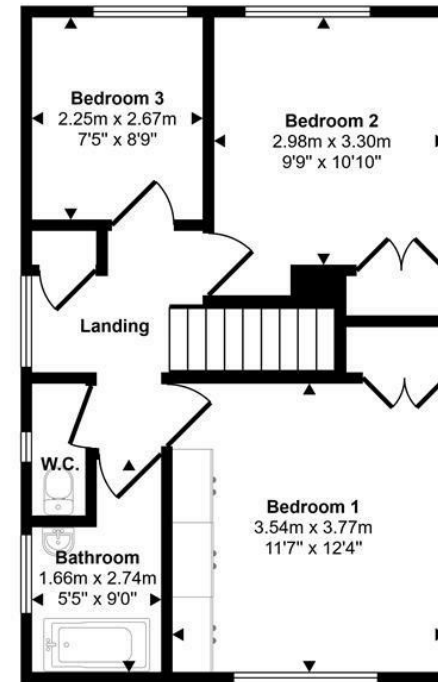 Bedroom 3
2.25m x 2.67m
7'5" x 8'9"
Bedroom 2
2.98m x 3.30m
9'9" x 10'10"
Landing
W.C.
Bedroom 1
3.54m x 3.77m
11'7" x 12'4"
Bathroom
1.66m x 2.74m
5'5" x 9'0"